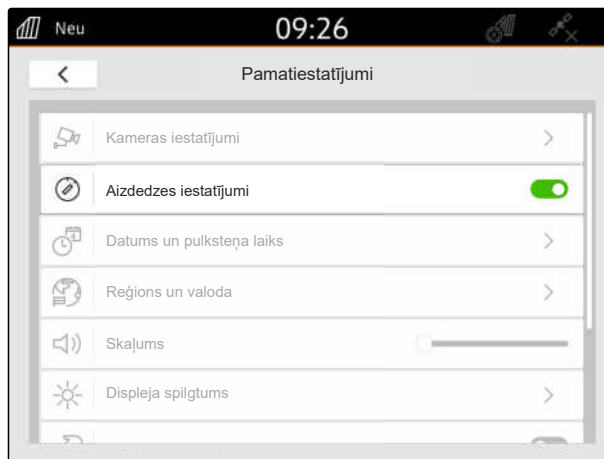 Neu
09:26
Pamatiestatījumi
Kameras iestatījumi
Aizdedzes iestatījumi
Datums un pulksteņa laiks
Reģions un valoda
Skaļums
Displeja spilgtums